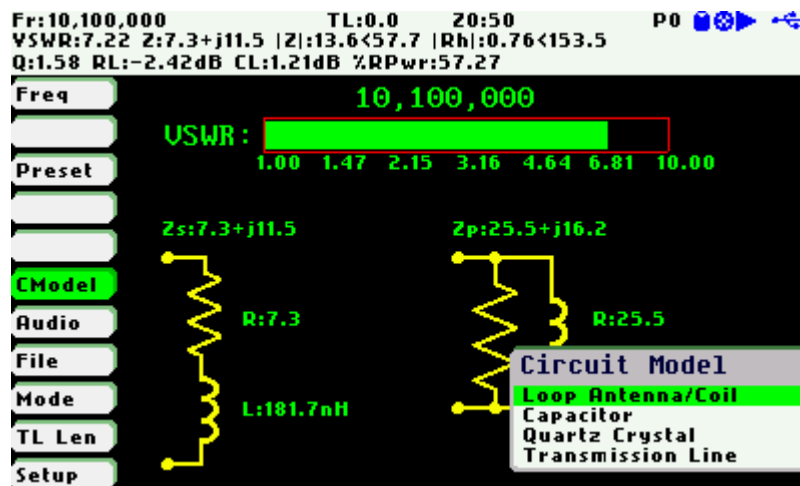 Fr:10,100,000 TL:0.0 20:50 P0
VSWR:7.22 Z:7.3+j11.5 |Z|:13.6<57.7 |Rh|:0.76<153.5
Q:1.58 RL:-2.42dB CL:1.21dB %RPwr:57.27
Freq
10,100,000
VSWR:
1.00 1.47 2.15 3.16 4.64 6.81 10.00
Preset
Zs:7.3+j11.5 Zp:25.5+j16.2
CModel
Audio
R:7.3 R:25.5
File
Mode
TL Len
Setup
L:181.7nH
Circuit Model
Loop Antenna/Coil
Capacitor
Quartz Crystal
Transmission Line